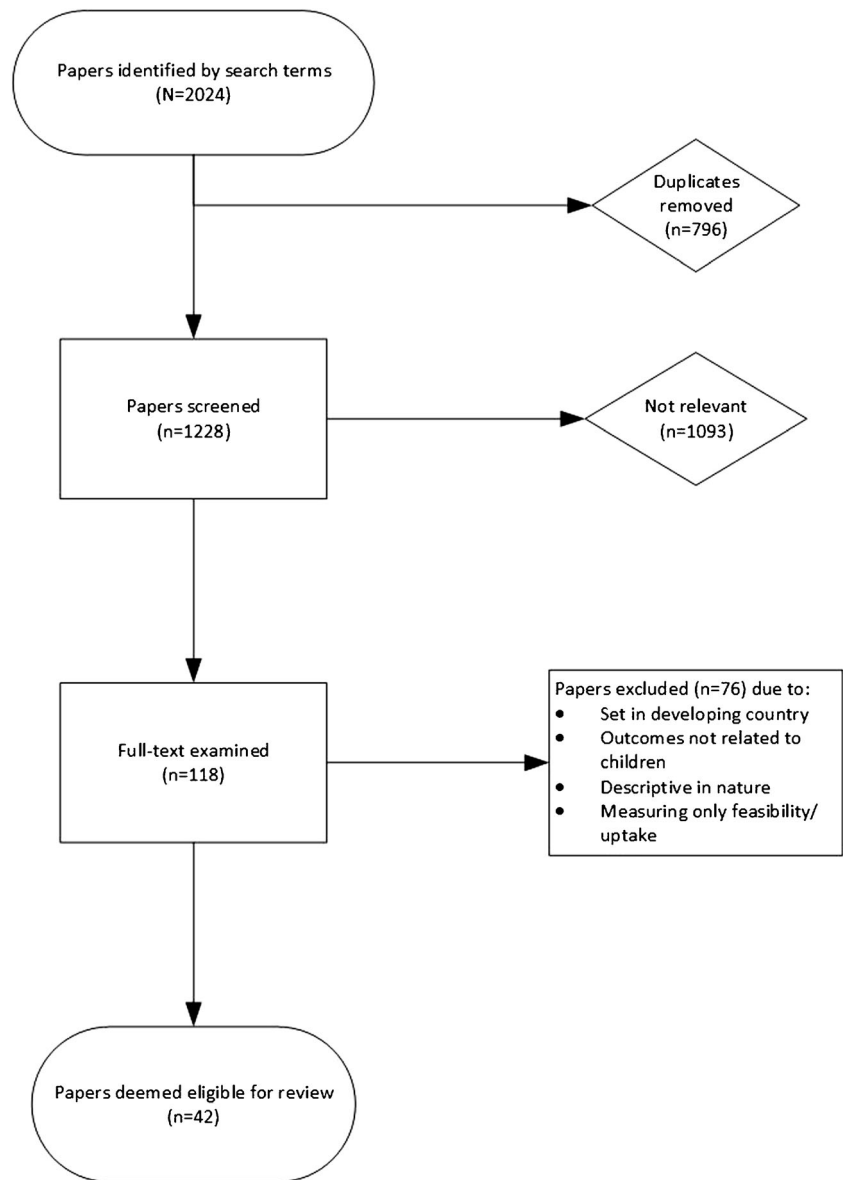 Papers identified by search terms
(N=2024)
Duplicates
removed
(n=796)
Papers screened
(n=1228)
Not relevant
(n=1093)
Full-text examined
(n=118)
Papers excluded (n=76) due to:
● Set in developing country
● Outcomes not related to
children
● Descriptive in nature
● Measuring only feasibility/
uptake
Papers deemed eligible for review
(n=42)